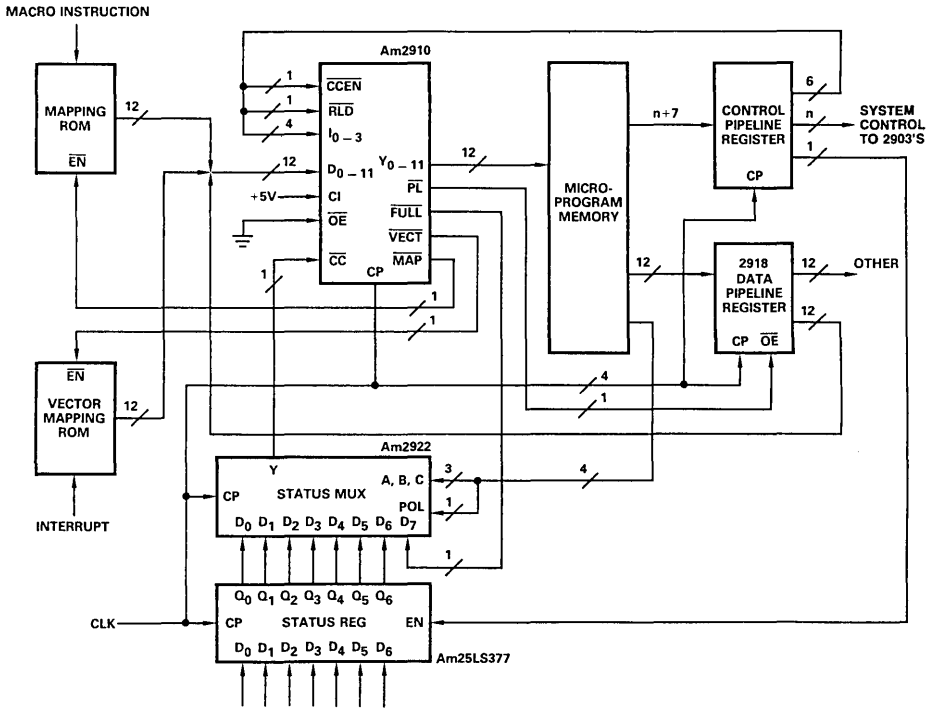 MACRO INSTRUCTION
MAPPING
ROM
EN
12
Am2910
1
CCEN
1
RLD
4
I0–3
12
D0–11
+5V
CI
OE
1
CC
CP
Y0–11
12
PL
FULL
VECT
MAP
1
1
MICRO-
PROGRAM
MEMORY
n+7
12
CONTROL
PIPELINE
REGISTER
CP
6
n
1
SYSTEM
CONTROL
TO 2903'S
2918
DATA
PIPELINE
REGISTER
CP OE
12
OTHER
12
4
1
EN
VECTOR
MAPPING
ROM
12
INTERRUPT
Am2922
Y
CP
STATUS MUX
A, B, C
POL
3
1
4
D0 D1 D2 D3 D4 D5 D6 D7
1
Q0 Q1 Q2 Q3 Q4 Q5 Q6
CLK
CP
STATUS REG
EN
D0 D1 D2 D3 D4 D5 D6
Am25LS377